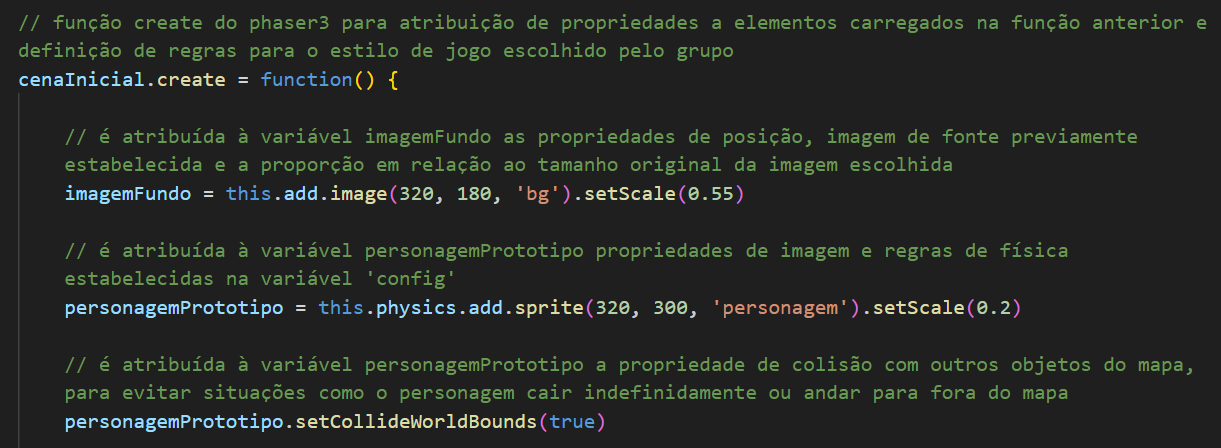 // função create do phaser3 para atribuição de propriedades a elementos carregados na função anterior e
definição de regras para o estilo de jogo escolhido pelo grupo
cenaInicial.create = function() {
// é atribuída à variável imagemFundo as propriedades de posição, imagem de fonte previamente
estabelecida e a proporção em relação ao tamanho original da imagem escolhida
imagemFundo = this.add.image(320, 180, 'bg').setScale(0.55)
// é atribuída à variável personagemPrototipo propriedades de imagem e regras de física
estabelecidas na variável 'config'
personagemPrototipo = this.physics.add.sprite(320, 300, 'personagem').setScale(0.2)
// é atribuída à variável personagemPrototipo a propriedade de colisão com outros objetos do mapa,
para evitar situações como o personagem cair indefinidamente ou andar para fora do mapa
personagemPrototipo.setCollideWorldBounds(true)